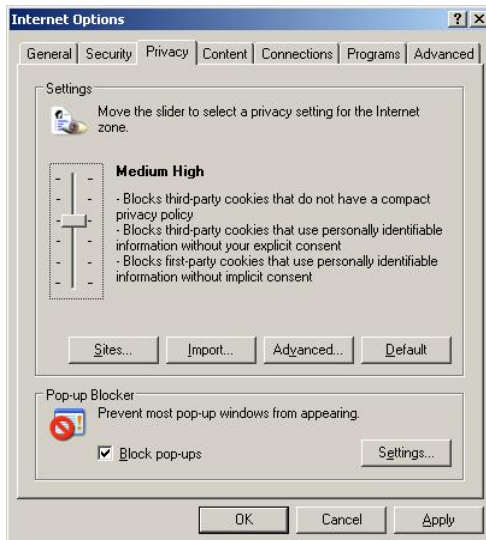 Internet Options
General Security Privacy Content Connections Programs Advanced
Settings
Move the slider to select a privacy setting for the Internet
zone.
Medium High
- Blocks third-party cookies that do not have a compact
privacy policy
- Blocks third-party cookies that use personally identifiable
information without your explicit consent
- Blocks first-party cookies that use personally identifiable
information without implicit consent
Sites... Import... Advanced... Default
Pop-up Blocker
Prevent most pop-up windows from appearing.
Block pop-ups
Settings...
OK Cancel Apply